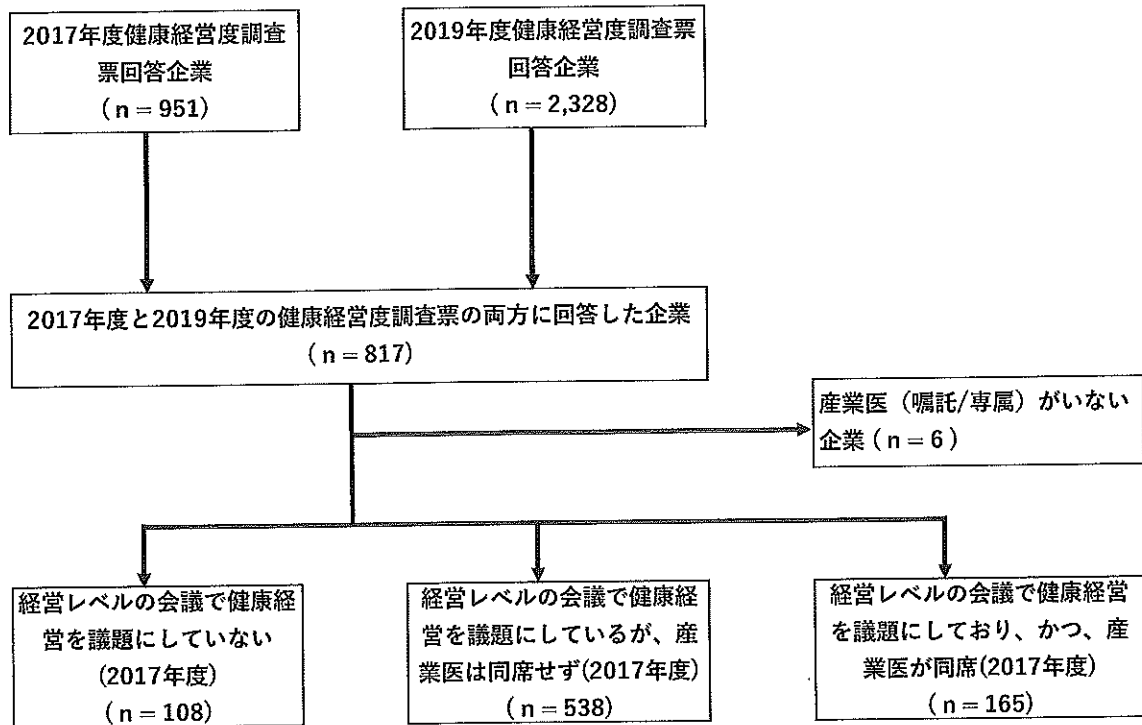 2017年度健康経営度調査
票回答企業
（n＝951）
2019年度健康経営度調査票
回答企業
（n＝2,328）
2017年度と2019年度の健康経営度調査票の両方に回答した企業
（n＝817）
産業医（嘱託/専属）がいない
企業（n＝6）
経営レベルの会議で健康経
営を議題にしていない
(2017年度)
（n＝108）
経営レベルの会議で健康経
営を議題にしているが、産
業医は同席せず(2017年度)
（n＝538）
経営レベルの会議で健康経営
を議題にしており、かつ、産
業医が同席(2017年度)
（n＝165）